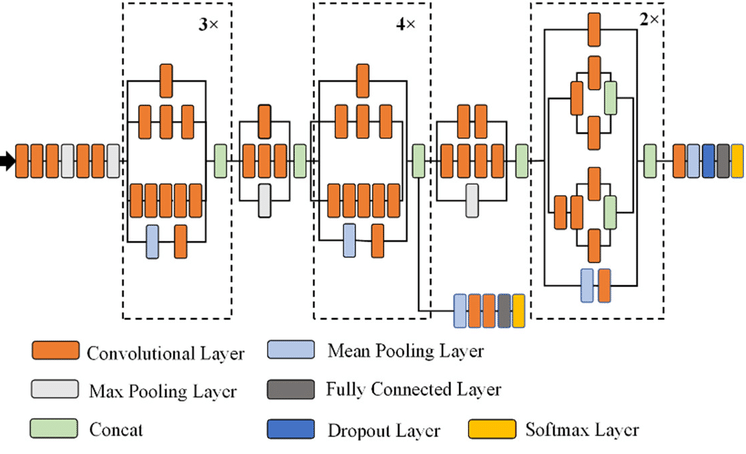 3×
4×
2×
Convolutional Layer
Mean Pooling Layer
Max Pooling Layer
Fully Connected Layer
Concat
Dropout Layer
Softmax Layer